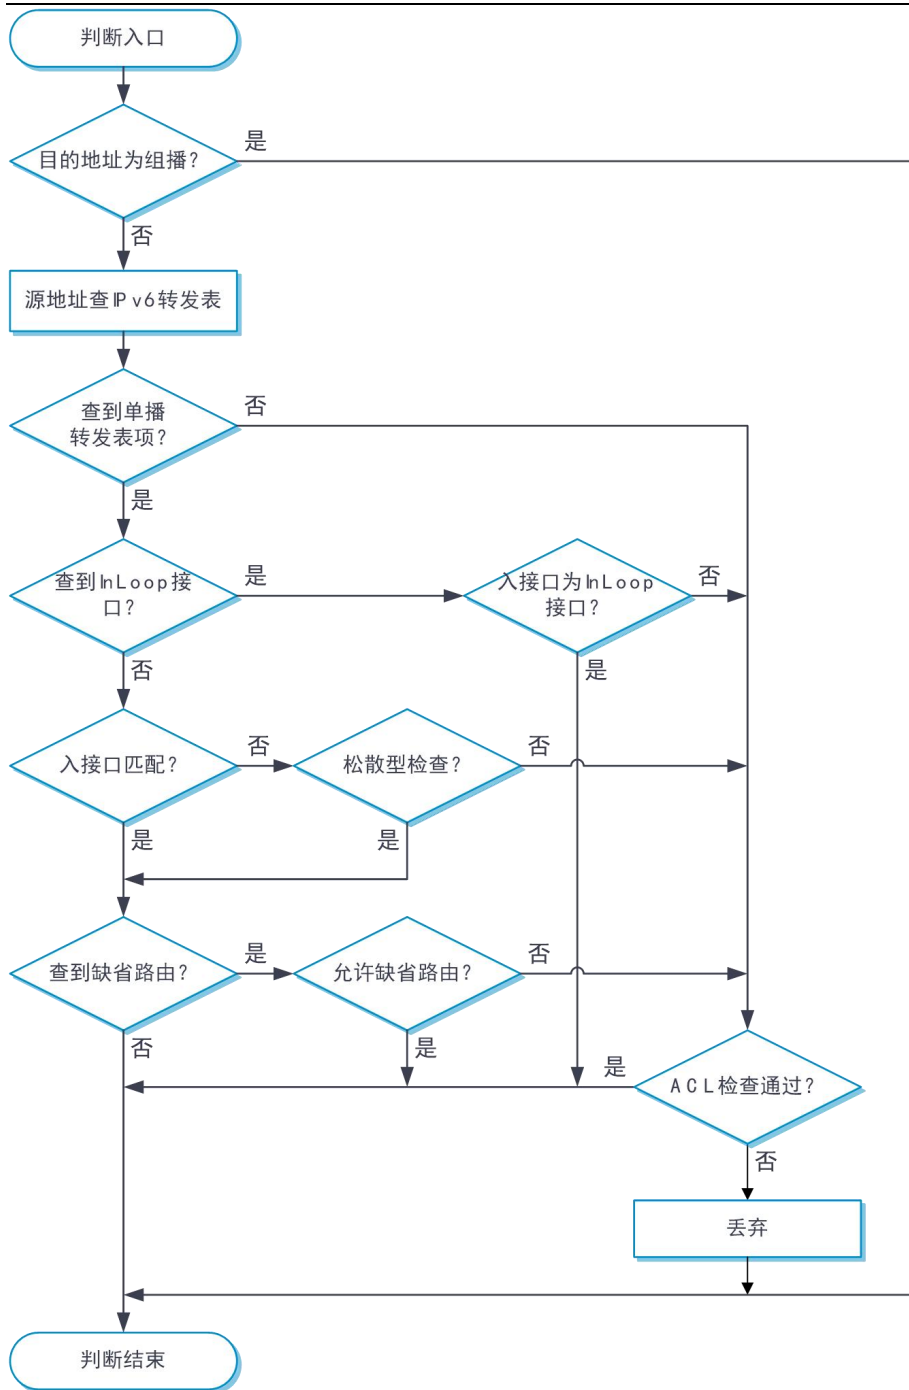 判断入口
目的地址为组播?
是
否
源地址查IPv6转发表
查到单播
转发表项?
否
是
查到InLoop接
口?
是
入接口为InLoop
接口?
否
否
是
入接口匹配?
否
松散型检查?
否
是
是
查到缺省路由?
是
允许缺省路由?
否
否
是
是
ACL检查通过?
否
丢弃
判断结束